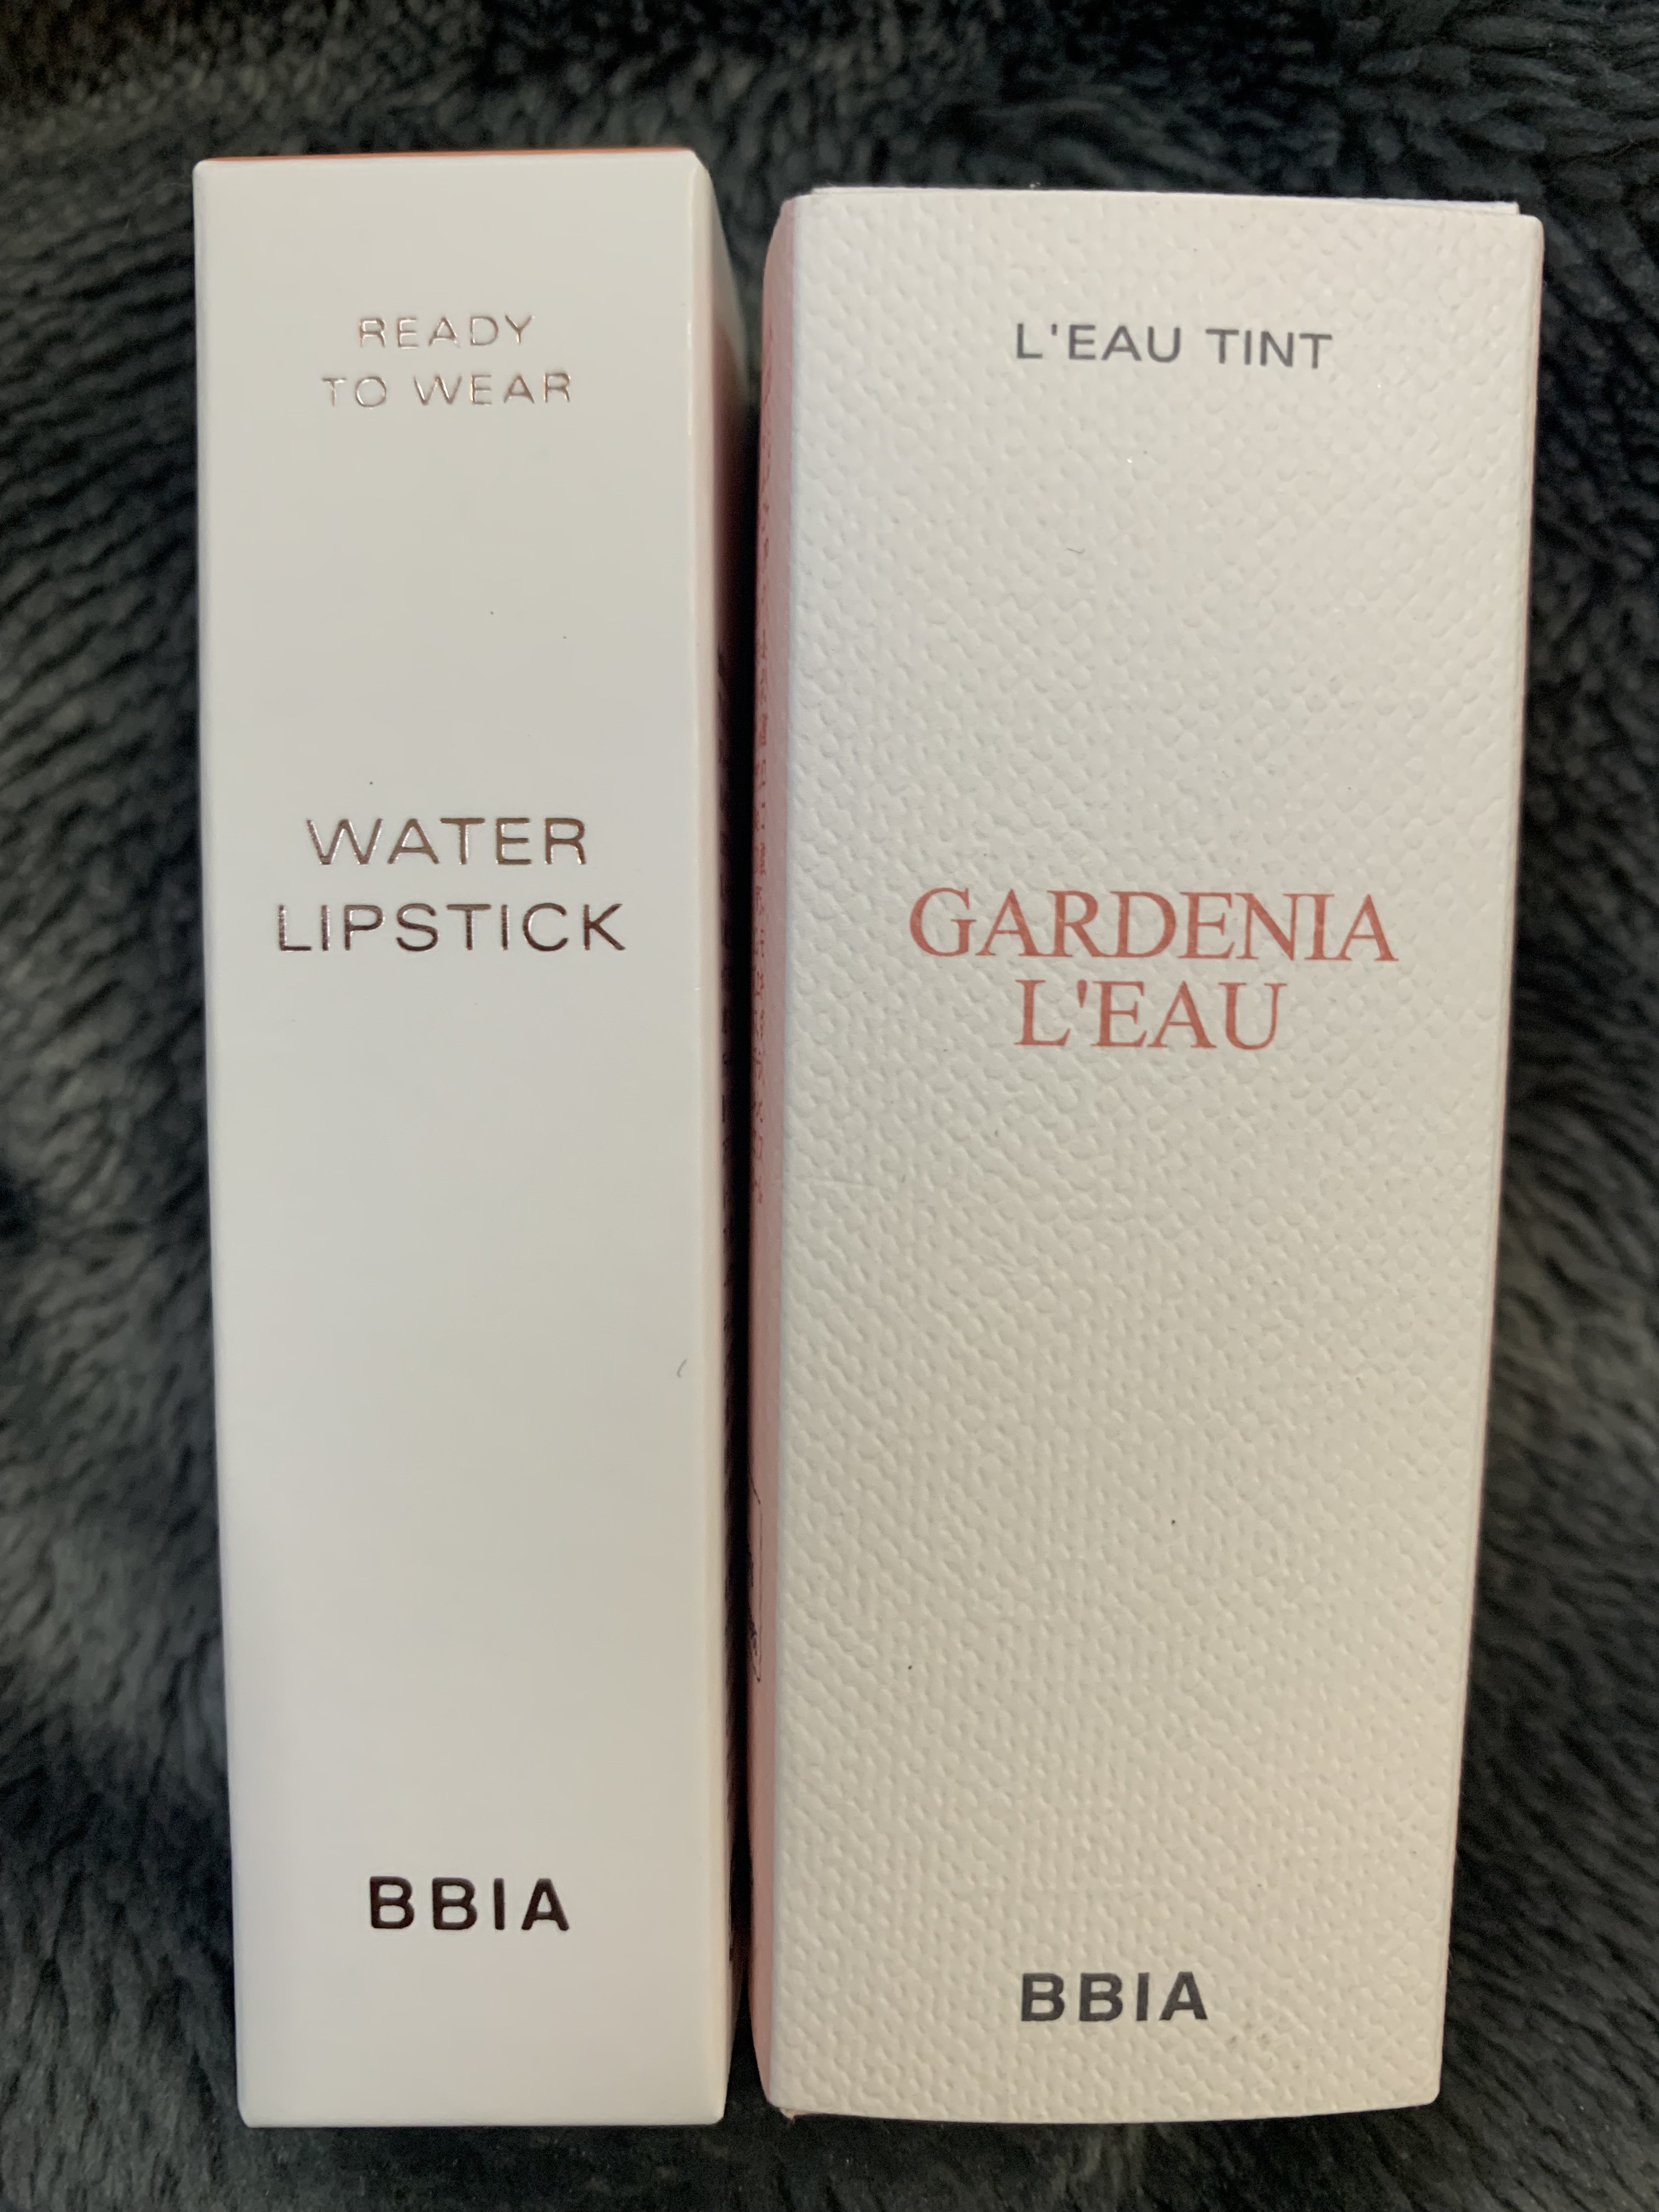 READY
TO WEAR
WATER
LIPSTICK
BBIA
L'EAU TINT
GARDENIA
L'EAU
BBIA